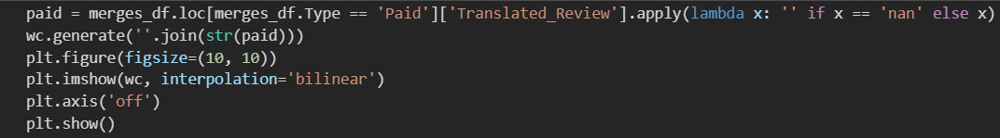 paid = merges_df.loc[merges_df.Type == 'Paid']['Translated_Review'].apply(lambda x: '' if x == 'nan' else x)
wc.generate(''.join(str(paid)))
plt.figure(figsize=(10, 10))
plt.imshow(wc, interpolation='bilinear')
plt.axis('off')
plt.show()